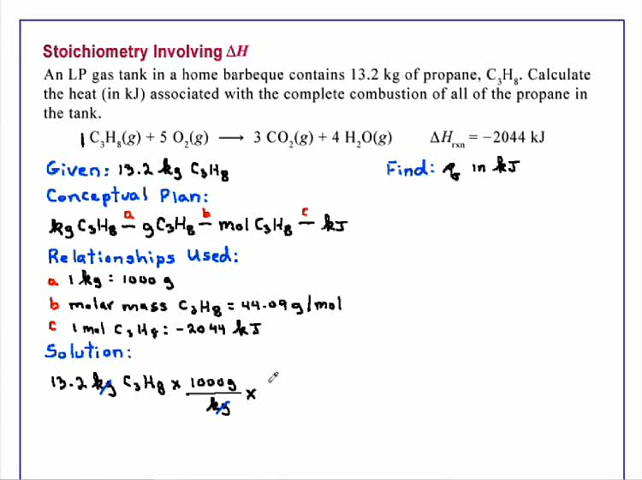 Stoichiometry Involving ΔH
An LP gas tank in a home barbeque contains 13.2 kg of propane, C₃H₈. Calculate
the heat (in kJ) associated with the complete combustion of all of the propane in
the tank.
1 C₃H₈(g) + 5 O₂(g) ⟶ 3 CO₂(g) + 4 H₂O(g) ΔHᵣₓₙ = −2044 kJ
Given: 13.2 kg C₃H₈ Find: q in kJ
Conceptual Plan:
a b c
kg C₃H₈ – g C₃H₈ – mol C₃H₈ – kJ
Relationships Used:
a 1 kg = 1000 g
b molar mass C₃H₈ = 44.09 g/mol
c 1 mol C₃H₈ : -2044 kJ
Solution:
13.2 kg C₃H₈ x 1000g
kg x